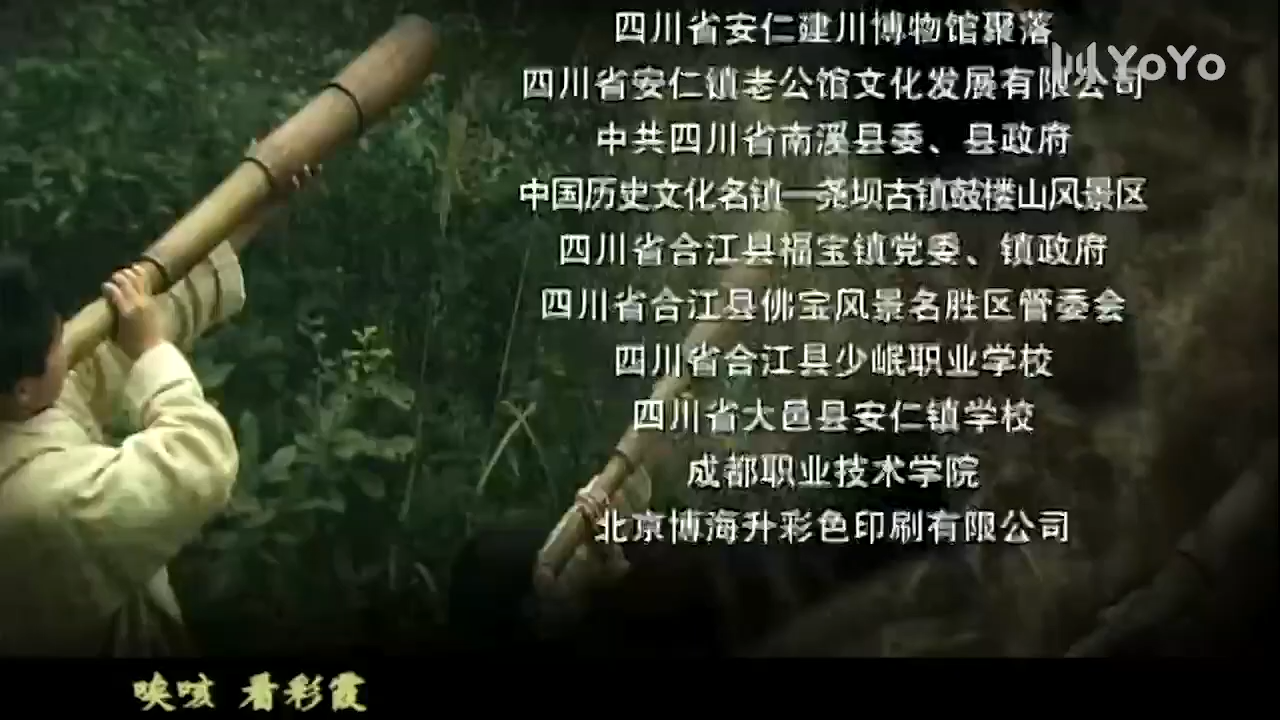 四川省安仁建川博物馆聚落
YoYo
四川省安仁镇老公馆文化发展有限公司
中共四川省南溪县委、县政府
中国历史文化名镇—尧坝古镇鼓楼山风景区
四川省合江县福宝镇党委、镇政府
四川省合江县佛宝风景名胜区管委会
四川省合江县少岷职业学校
四川省大邑县安仁镇学校
成都职业技术学院
北京博海升彩色印刷有限公司
唉咳 看彩霞